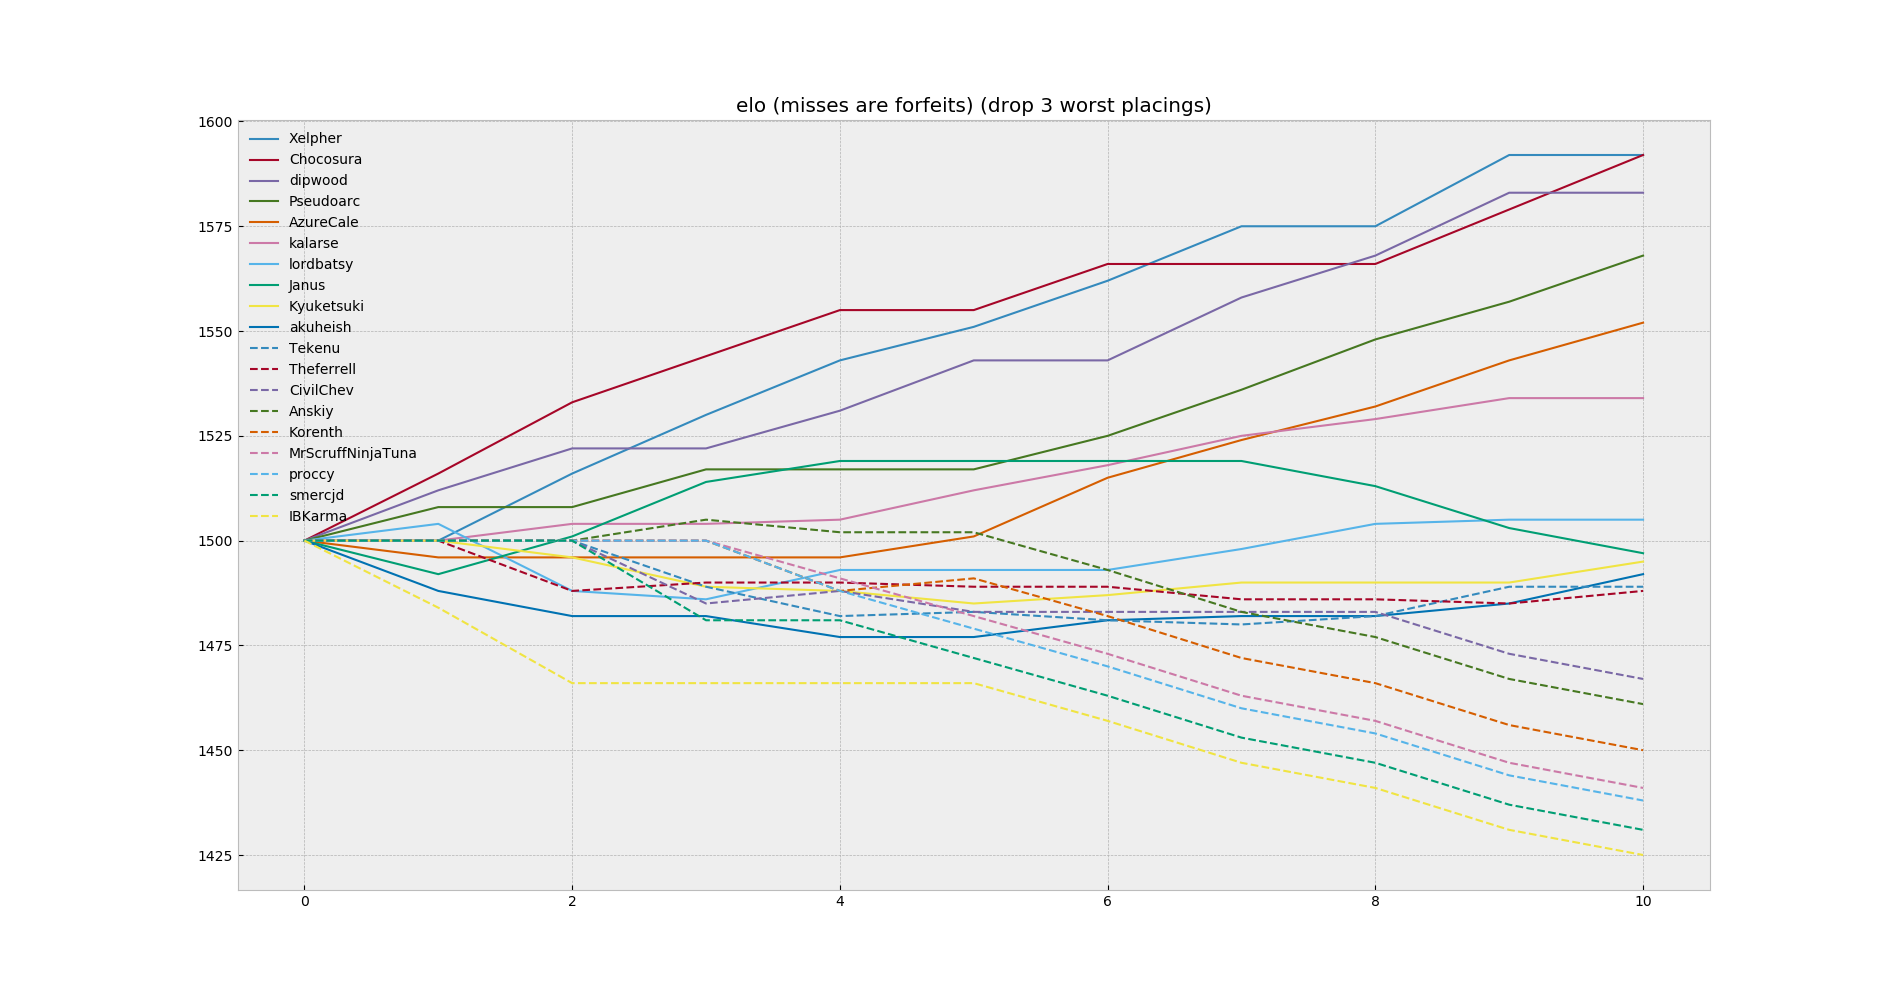 elo (misses are forfeits) (drop 3 worst placings)
1600
1575
1550
1525
1500
1475
1450
1425
Xelpher
Chocosura
dipwood
Pseudoarc
AzureCale
kalarse
lordbatsy
Janus
Kyuketsuki
akuheish
Tekenu
Theferrell
CivilChev
Anskiy
Korenth
MrScruffNinjaTuna
proccy
smercjd
IBKarma
0 2 4 6 8 10